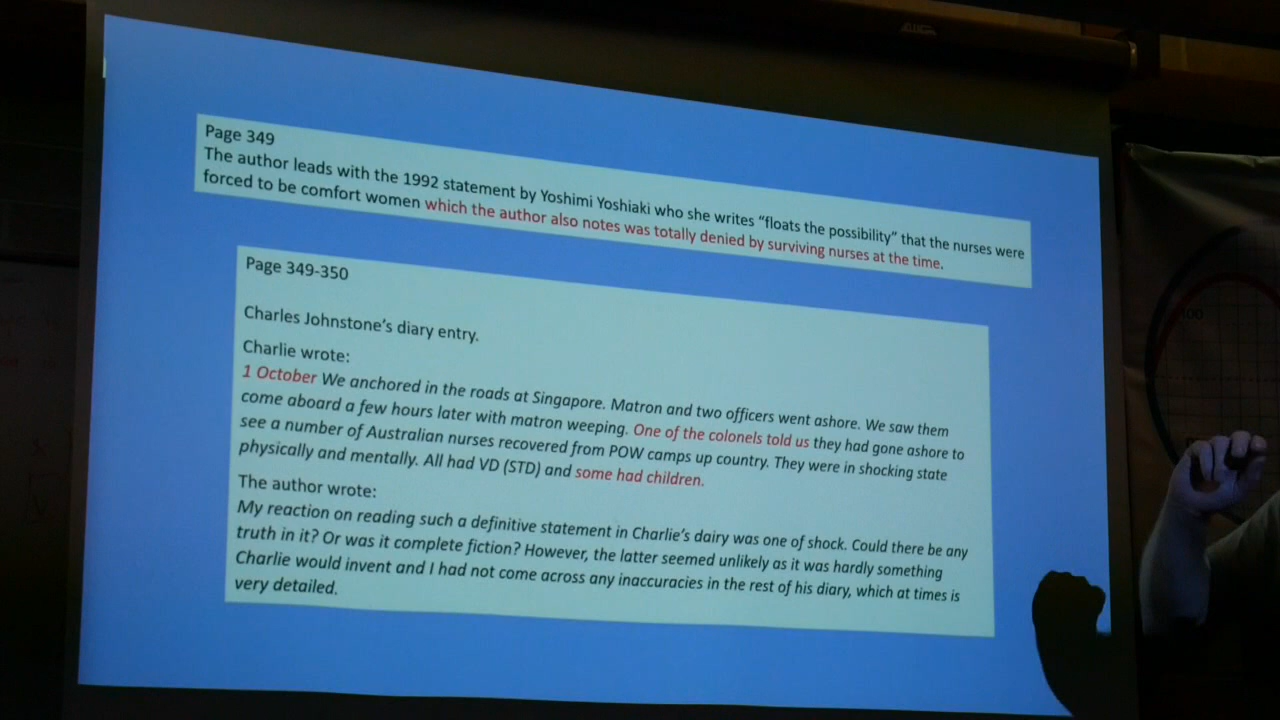 Page 349
The author leads with the 1992 statement by Yoshimi Yoshiaki who she writes “floats the possibility” that the nurses were
forced to be comfort women which the author also notes was totally denied by surviving nurses at the time.
Page 349-350
Charles Johnstone’s diary entry.
Charlie wrote:
1 October We anchored in the roads at Singapore. Matron and two officers went ashore. We saw them
come aboard a few hours later with matron weeping. One of the colonels told us they had gone ashore to
see a number of Australian nurses recovered from POW camps up country. They were in shocking state
physically and mentally. All had VD (STD) and some had children.
The author wrote:
My reaction on reading such a definitive statement in Charlie’s dairy was one of shock. Could there be any
truth in it? Or was it complete fiction? However, the latter seemed unlikely as it was hardly something
Charlie would invent and I had not come across any inaccuracies in the rest of his diary, which at times is
very detailed.
100